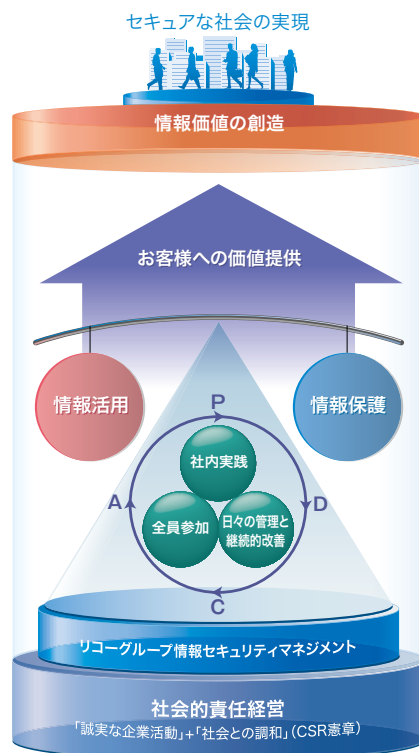 セキュアな社会の実現
情報価値の創造
お客様への価値提供
情報活用
情報保護
P
社内実践
A
全員参加
日々の管理と
継続的改善
D
C
リコーグループ情報セキュリティマネジメント
社会的責任経営
「誠実な企業活動」+「社会との調和」(CSR憲章)